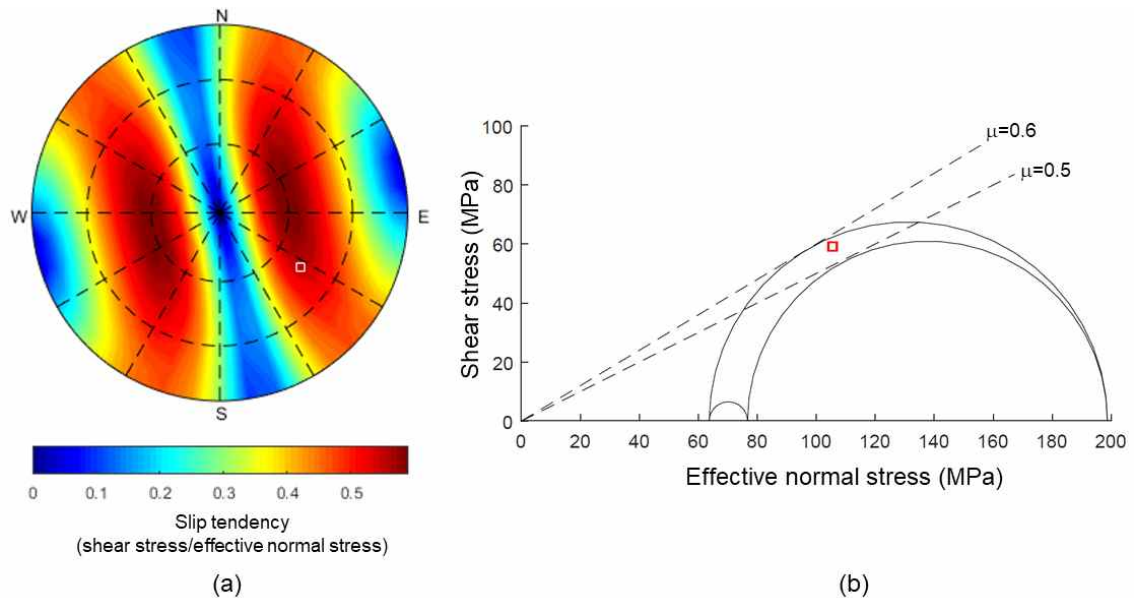 N
W
E
S
0 0.1 0.2 0.3 0.4 0.5
Slip tendency
(shear stress/effective normal stress)
(a)
100
80
60
40
20
0
Shear stress (MPa)
μ=0.6
μ=0.5
0 20 40 60 80 100 120 140 160 180 200
Effective normal stress (MPa)
(b)